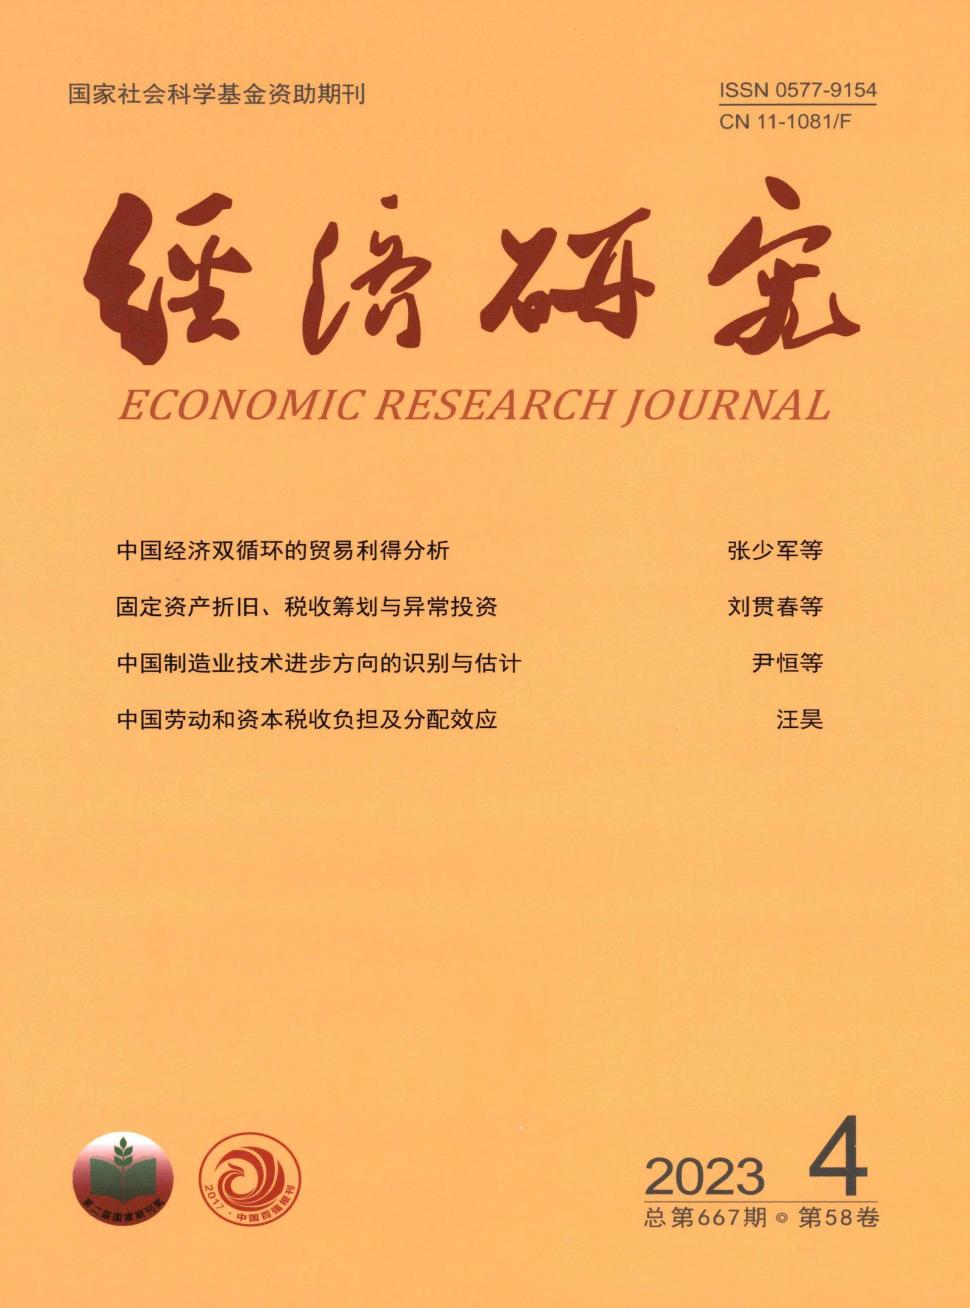 国家社会科学基金资助期刊
ISSN 0577-9154
CN 11-1081/F
經濟研究
ECONOMIC RESEARCH JOURNAL
中国经济双循环的贸易利得分析 张少军等
固定资产折旧、税收筹划与异常投资 刘贯春等
中国制造业技术进步方向的识别与估计 尹恒等
中国劳动和资本税收负担及分配效应 汪昊
第二届国家期刊奖
2017·中国百强报刊
2023 4
总第667期 ◎ 第58卷